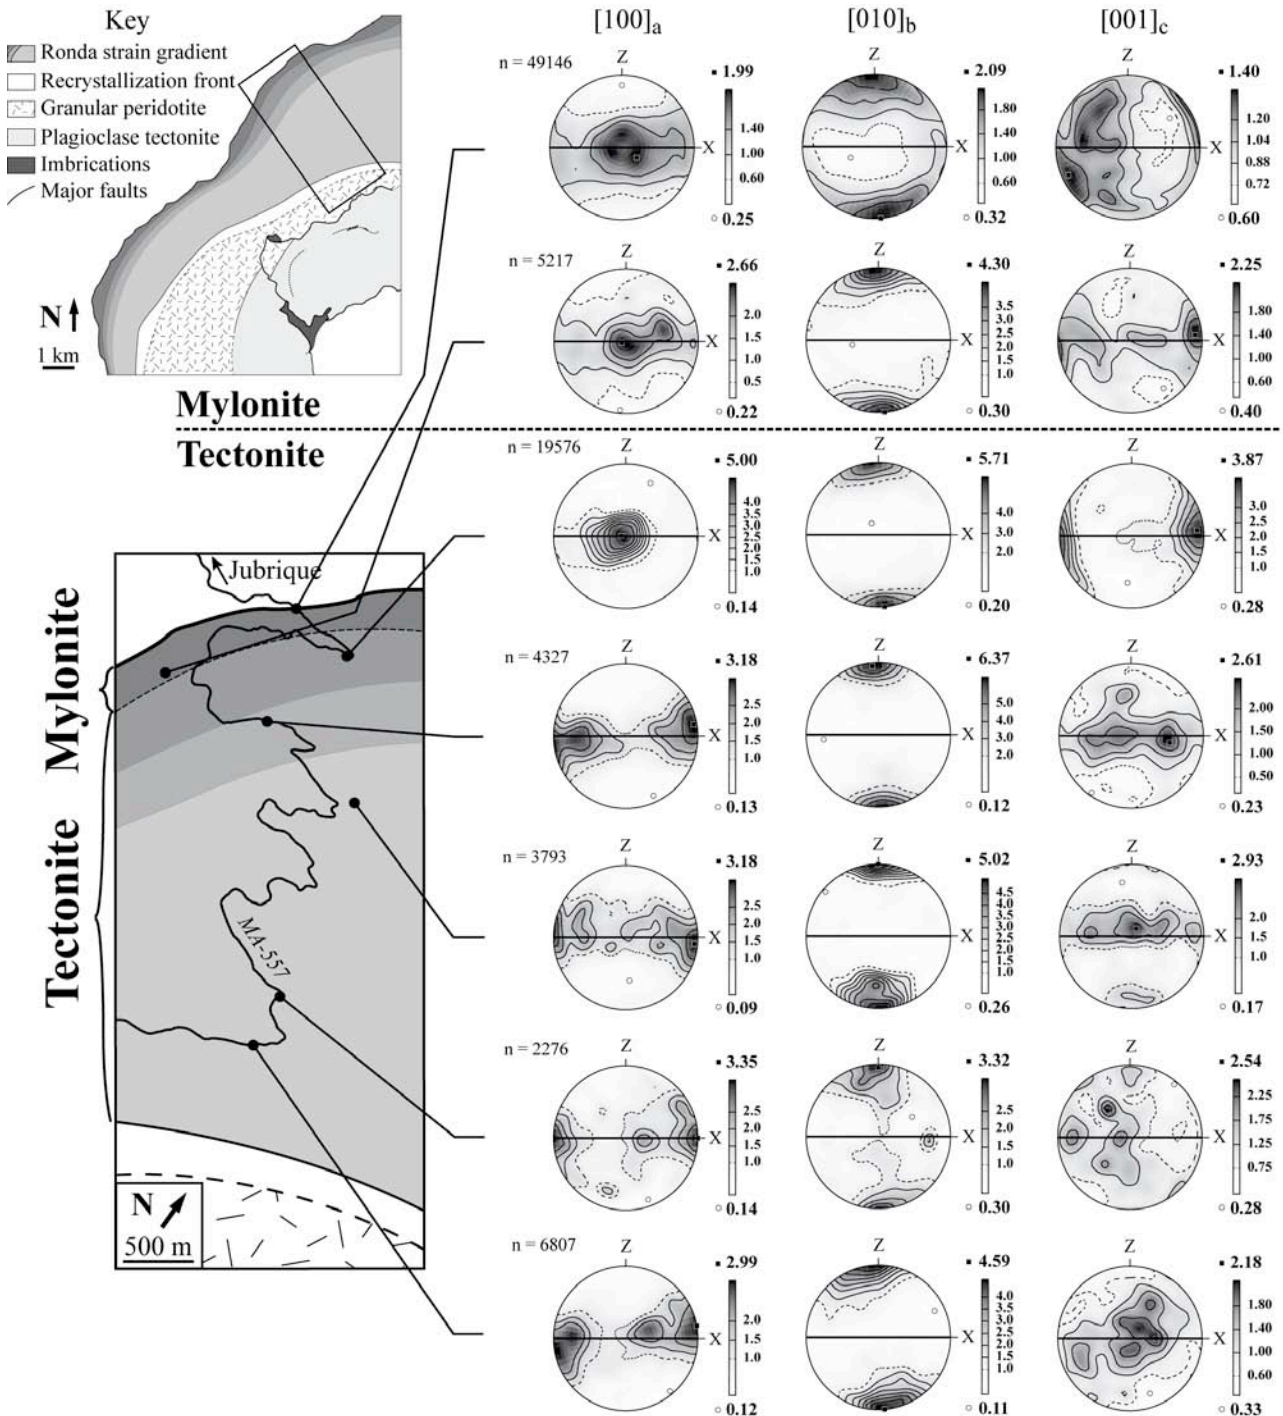 Key
Ronda strain gradient
Recrystallization front
Granular peridotite
Plagioclase tectonite
Imbrications
Major faults
N
1 km
Mylonite
Tectonite
Jubrique
Mylonite
Tectonite
MA-557
N
500 m
[100]a [010]b [001]c
n = 49146
Z
X
1.99
1.40
1.00
0.60
0.25
2.09
1.80
1.40
1.00
0.60
0.32
X
1.40
1.20
1.04
0.88
0.72
0.60
n = 5217
Z
X
2.66
2.0
1.5
1.0
0.5
0.22
Z
4.30
3.5
3.0
2.5
2.0
1.5
1.0
0.30
Z
X
2.25
1.80
1.40
1.00
0.60
0.40
n = 19576
Z
X
5.00
4.0
3.5
3.0
2.5
2.0
1.5
1.0
0.14
Z
X
5.71
4.0
3.0
2.0
0.20
Z
X
3.87
3.0
2.5
2.0
1.5
1.0
0.28
n = 4327
Z
X
3.18
2.5
2.0
1.5
1.0
0.13
Z
X
6.37
5.0
4.0
3.0
2.0
0.12
Z
X
2.61
2.00
1.50
1.00
0.50
0.23
n = 3793
Z
X
3.18
2.5
2.0
1.5
1.0
0.09
Z
X
5.02
4.5
4.0
3.5
3.0
2.5
2.0
1.5
1.0
0.26
Z
X
2.93
2.0
1.5
1.0
0.17
n = 2276
Z
X
3.35
2.5
2.0
1.5
1.0
0.14
Z
X
3.32
2.5
2.0
1.5
1.0
0.30
Z
X
2.54
2.25
1.75
1.25
0.75
0.28
n = 6807
Z
X
2.99
2.0
1.5
1.0
0.12
Z
X
4.59
4.0
3.5
3.0
2.5
2.0
1.5
1.0
0.11
Z
X
2.18
1.80
1.40
1.00
0.60
0.33